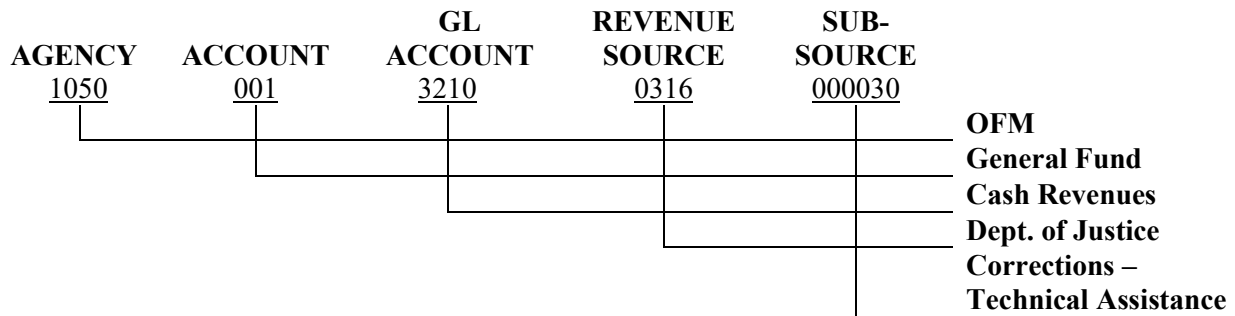 GL REVENUE SUB-
AGENCY ACCOUNT ACCOUNT SOURCE SOURCE
1050 001 3210 0316 000030
OFM
General Fund
Cash Revenues
Dept. of Justice
Corrections –
Technical Assistance